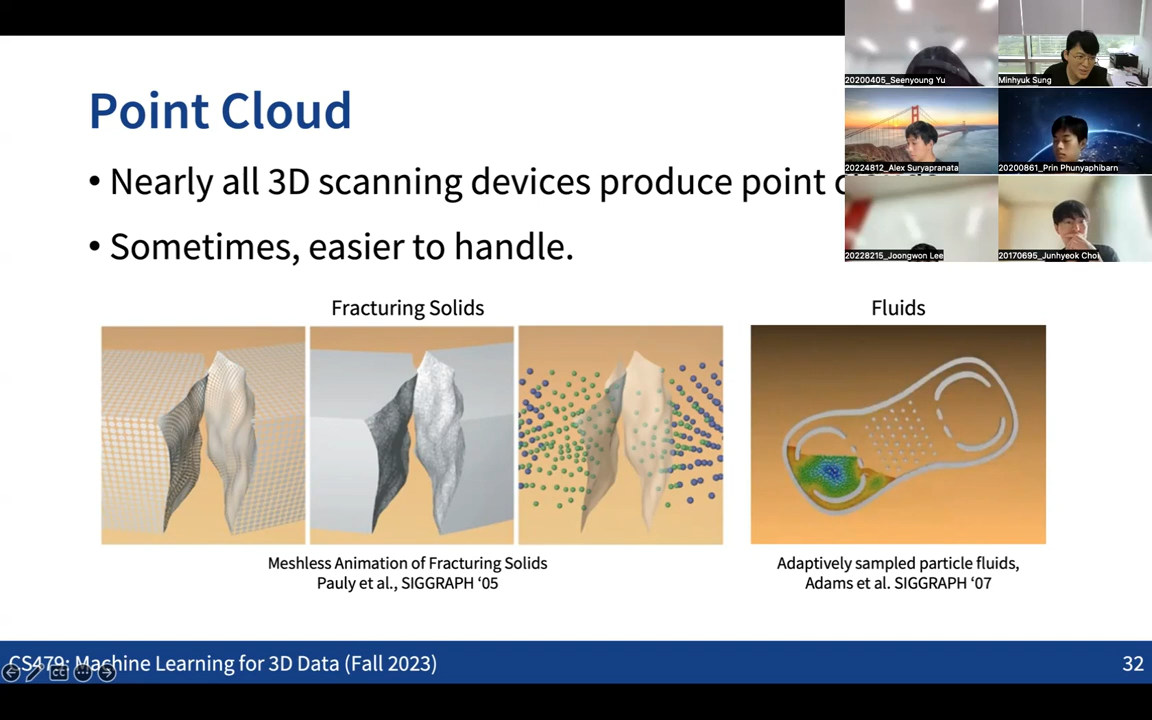 Point Cloud
• Nearly all 3D scanning devices produce point
• Sometimes, easier to handle.
Fracturing Solids
Fluids
Meshless Animation of Fracturing Solids
Pauly et al., SIGGRAPH ‘05
Adaptively sampled particle fluids,
Adams et al. SIGGRAPH ‘07
CS479: Machine Learning for 3D Data (Fall 2023)
32
20200405_Seenyoung Yu
Minhyuk Sung
20224812_Alex Suryapranata
20200861_Prin Phunyaphibarn
20228215_Joongwon Lee
20170695_Junhyeok Choi